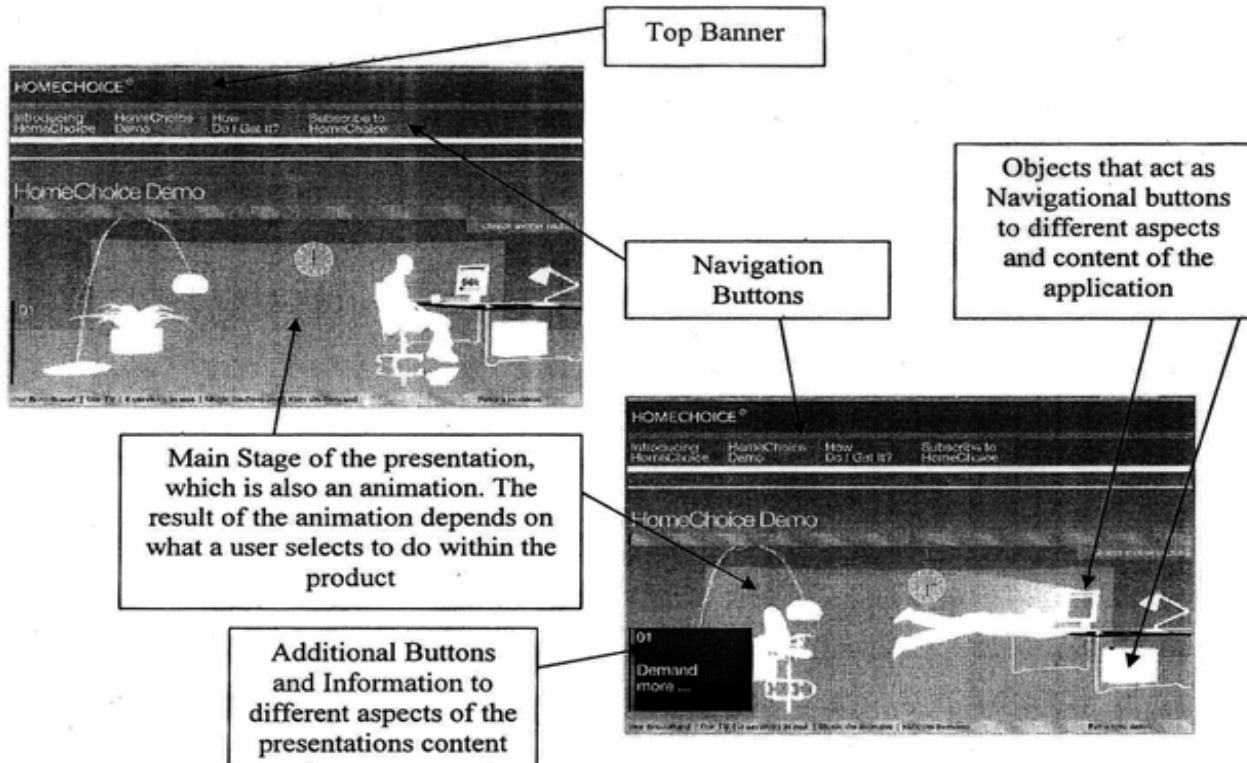 Top Banner
HOMECHOICE®
Introducing HomeChoice
HomeChoice Demo
How Do I Get It?
Subscribe to HomeChoice
HomeChoice Demo
01
Objects that act as
Navigational buttons
to different aspects
and content of the
application
Navigation
Buttons
Main Stage of the presentation,
which is also an animation. The
result of the animation depends on
what a user selects to do within the
product
HOMECHOICE®
Introducing HomeChoice
HomeChoice Demo
How Do I Get It?
Subscribe to HomeChoice
HomeChoice Demo
01
Demand
more ...
Additional Buttons
and Information to
different aspects of the
presentations content